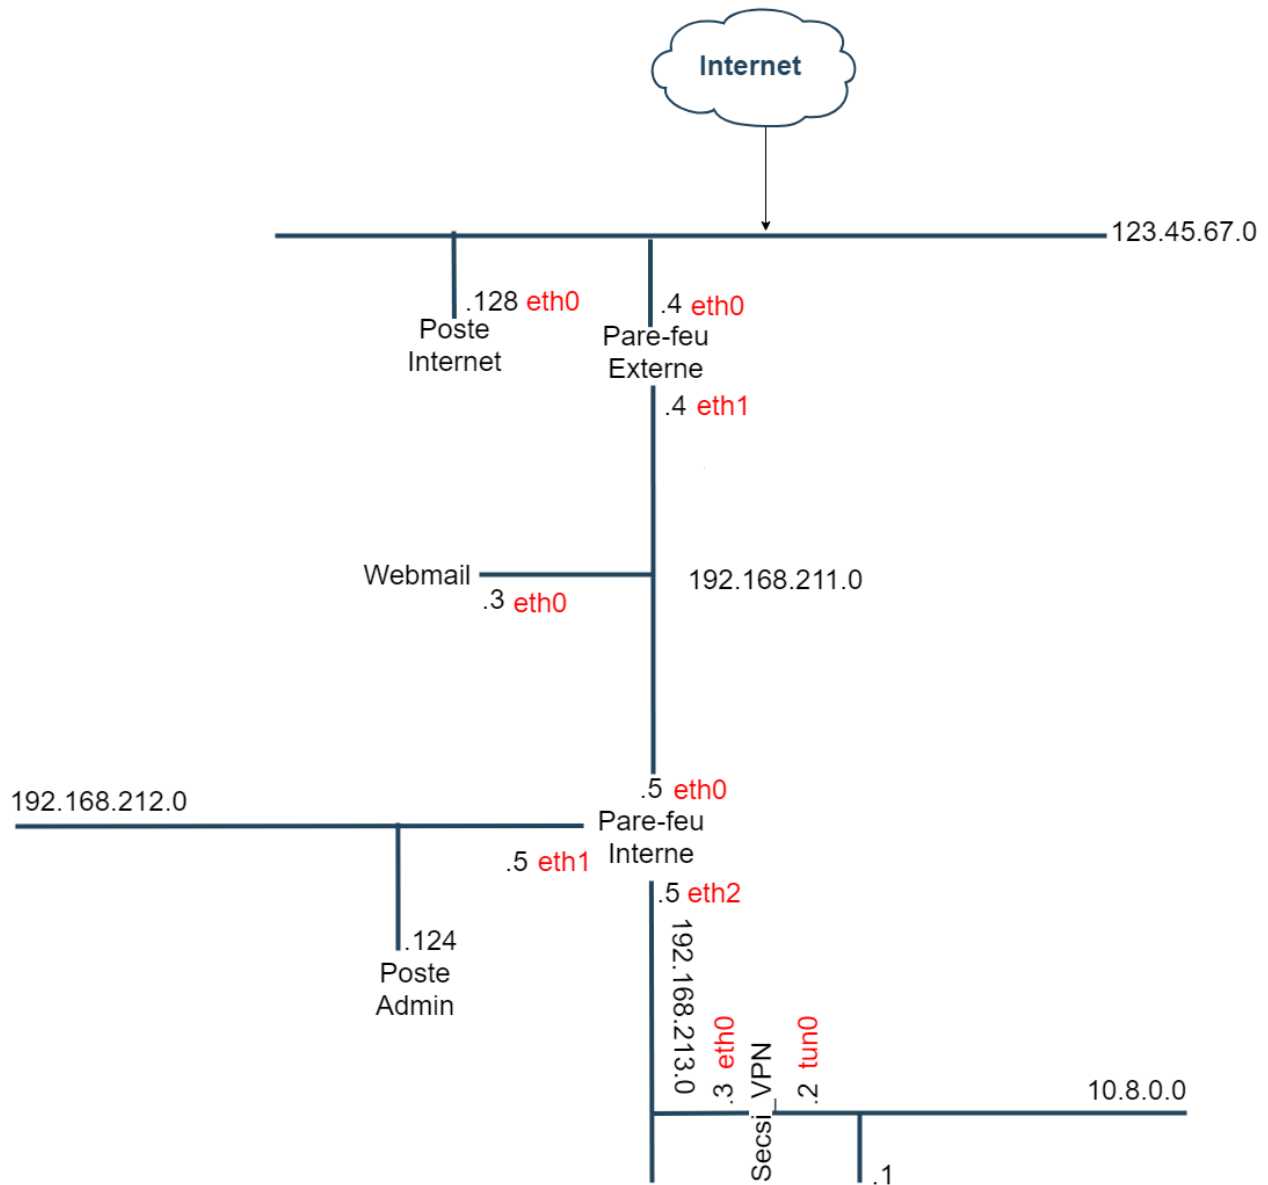 Internet
123.45.67.0
.128 eth0
Poste
Internet
.4 eth0
Pare-feu
Externe
.4 eth1
Webmail
.3 eth0
192.168.211.0
.5 eth0
Pare-feu
Interne
192.168.212.0
.5 eth1
.5 eth2
.124
Poste
Admin
192.168.213.0
.3 eth0
Secsi_VPN
.2 tun0
10.8.0.0
.1